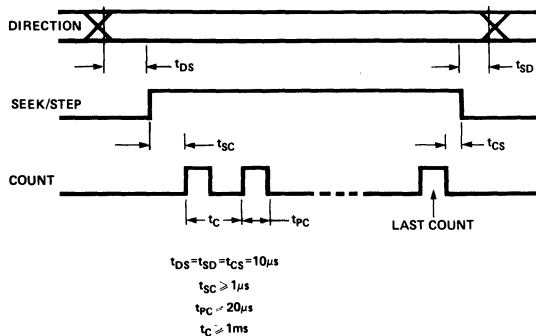 DIRECTION
tDS
tSD
SEEK/STEP
tSC
tCS
COUNT
tC
tPC
LAST COUNT
tDS=tSD=tCS=10μs
tSC ⩾ 1μs
tPC 20μs
tC ⩾ 1ms